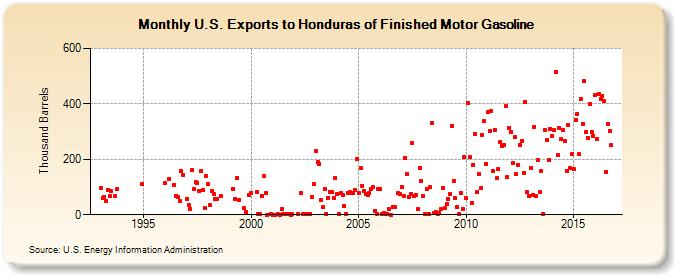 Monthly U.S. Exports to Honduras of Finished Motor Gasoline
Thousand Barrels
600
400
200
0
1995 2000 2005 2010 2015
Source: U.S. Energy Information Administration